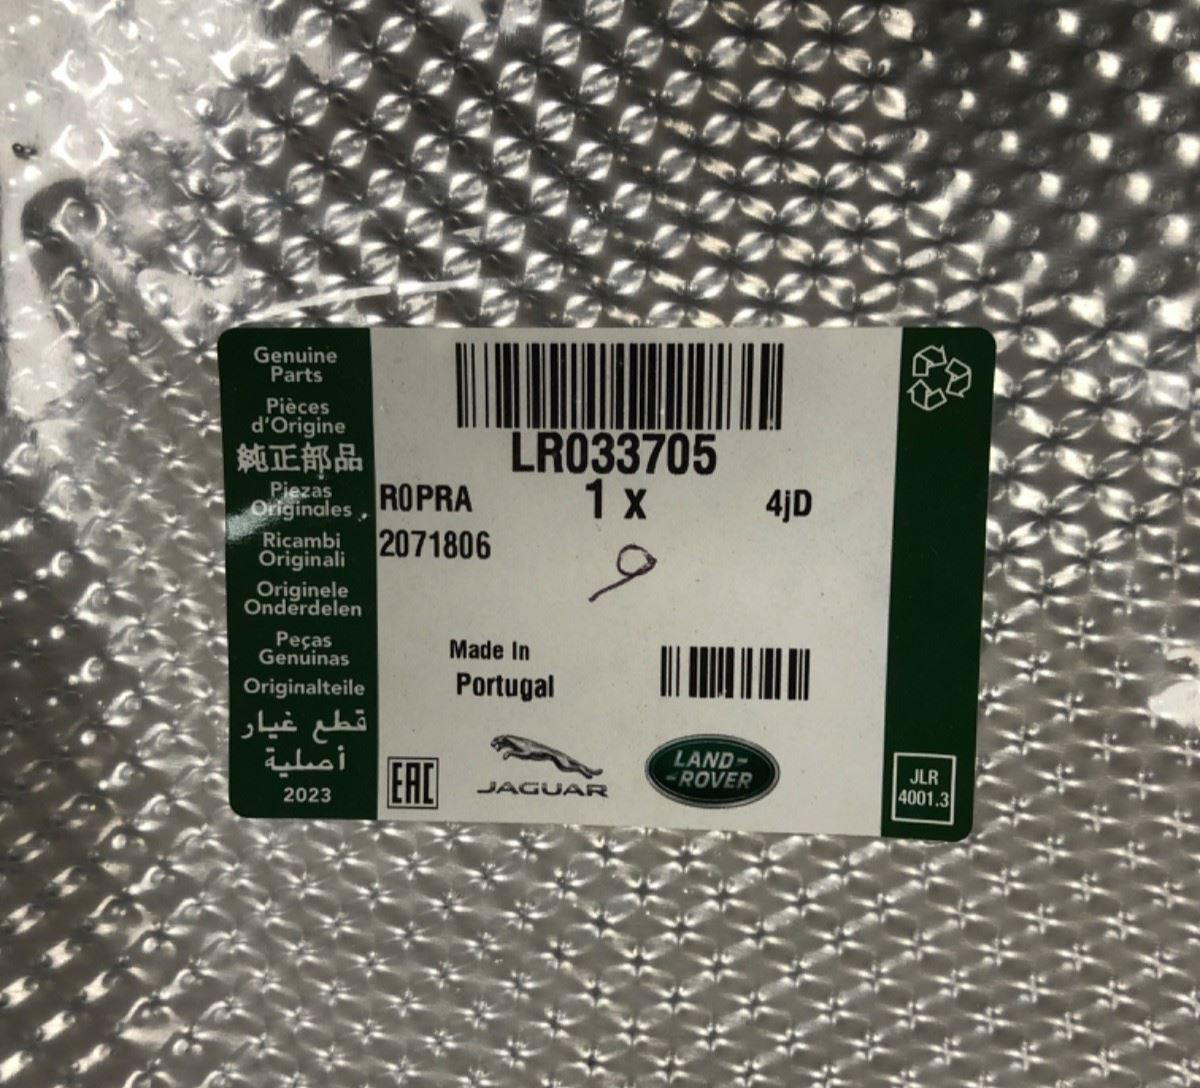 Genuine
Parts
Pièces
d'Origine
純正部品
Piezas
Originales
Ricambi
Originali
Originele
Onderdelen
Peças
Genuinas
Originalteile
قطع غيار
أصلية
2023
LR033705
R0PRA 1 x 4jD
2071806
9
Made In
Portugal
EAC
JAGUAR
LAND-
-ROVER
JLR
4001.3